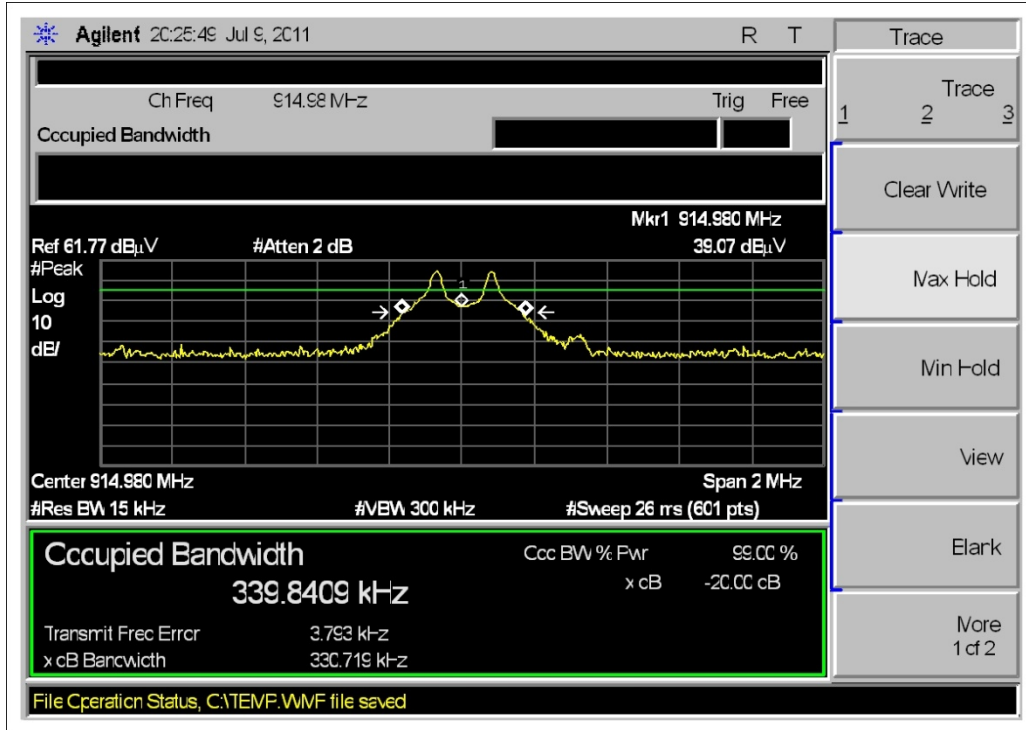 Agilent 20:25:49 Jul 9, 2011 R T
Trace
Ch Freq 914.98 MHz Trig Free
Occupied Bandwidth
Trace
1 2 3
Clear Write
Max Hold
Min Hold
View
Blank
More
1 of 2
Mkr1 914.980 MHz
Ref 61.77 dBµV #Atten 2 dB 39.07 dBµV
#Peak
Log
10
dB/
1
Center 914.980 MHz Span 2 MHz
#Res BW 15 kHz #VBW 300 kHz #Sweep 26 ms (601 pts)
Occupied Bandwidth
339.8409 kHz
Occ BW % Pwr 99.00 %
x dB -20.00 dB
Transmit Freq Error 3.793 kHz
x dB Bandwidth 330.719 kHz
File Operation Status, C:\TEMP.WMF file saved